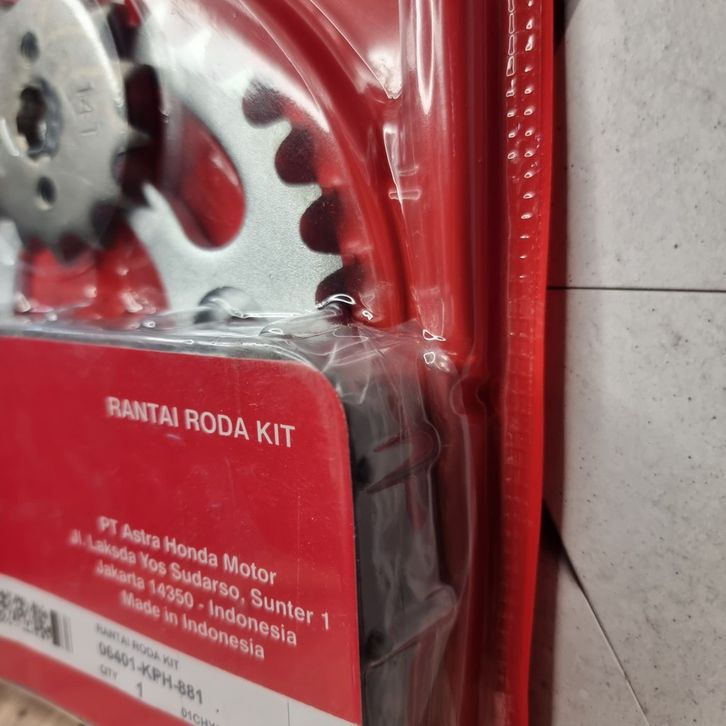 14T
RANTAI RODA KIT
PT Astra Honda Motor
Jl. Laksda Yos Sudarso, Sunter 1
Jakarta 14350 - Indonesia
Made in Indonesia
RANTAI RODA KIT
06401-KPH-881
QTY 1